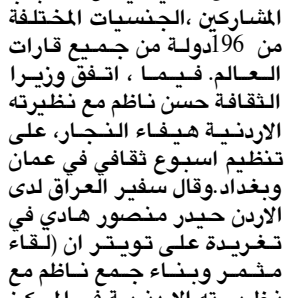 المشاركين ،الجنسيات المختلفة
من 196دولة من جميع قارات
العالم. فيما ، اتفق وزيرا
الثقافة حسن ناظم مع نظيرته
الاردنية هيفاء النجار، على
تنظيم اسبوع ثقافي في عمان
وبغداد.وقال سفير العراق لدى
الاردن حيدر منصور هادي في
تغريدة على تويتر ان (لقاء
مثمر وبناء جمع ناظم مع